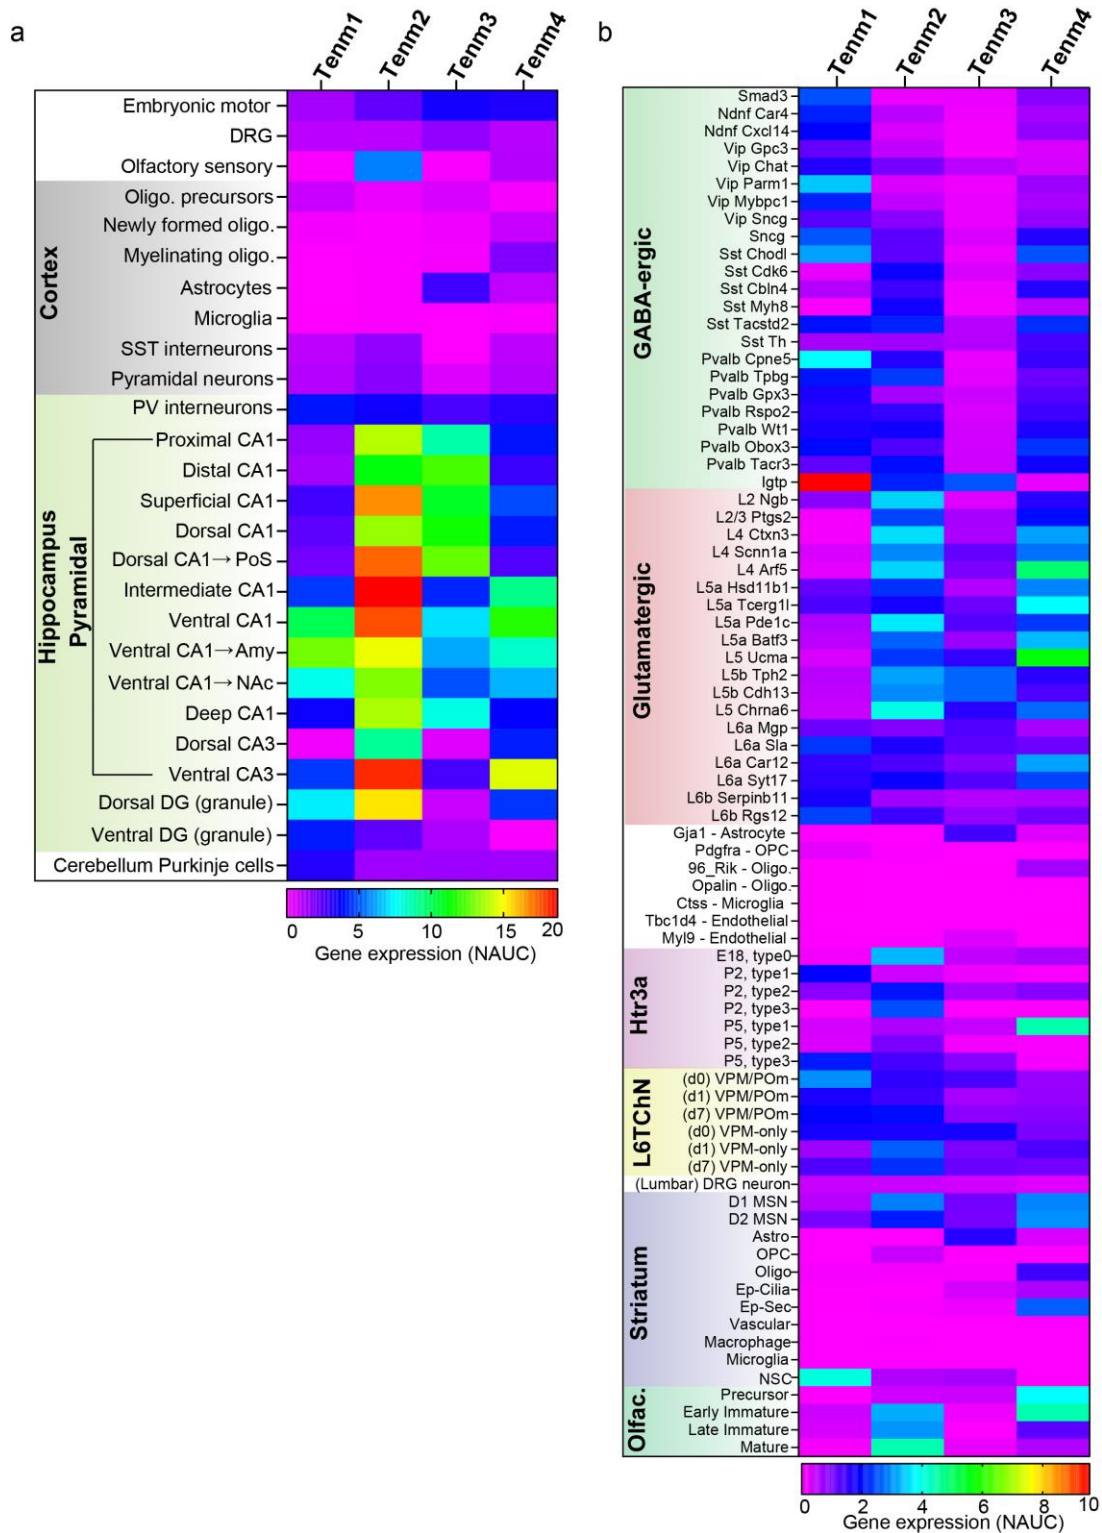 a
Tenm1
Tenm2
Tenm3
Tenm4
Embryonic motor
DRG
Olfactory sensory
Cortex
Oligo. precursors
Newly formed oligo.
Myelinating oligo.
Astrocytes
Microglia
SST interneurons
Pyramidal neurons
Hippocampus
Pyramidal
PV interneurons
Proximal CA1
Distal CA1
Superficial CA1
Dorsal CA1
Dorsal CA1→PoS
Intermediate CA1
Ventral CA1
Ventral CA1→Amy
Ventral CA1→NAc
Deep CA1
Dorsal CA3
Ventral CA3
Dorsal DG (granule)
Ventral DG (granule)
Cerebellum Purkinje cells
0 5 10 15 20
Gene expression (NAUC)
b
Tenm1
Tenm2
Tenm3
Tenm4
GABA-ergic
Smad3
Ndnf Car4
Ndnf Cxcl14
Vip Gpc3
Vip Chat
Vip Parm1
Vip Mybpc1
Vip Sncg
Sncg
Sst Chodl
Sst Cdk6
Sst Cbln4
Sst Myh8
Sst Tacstd2
Sst Th
Pvalb Cpne5
Pvalb Tpbg
Pvalb Gpx3
Pvalb Rspo2
Pvalb Wt1
Pvalb Obox3
Pvalb Tacr3
Igtp
Glutamatergic
L2 Ngb
L2/3 Ptgs2
L4 Ctxn3
L4 Scnn1a
L4 Arf5
L5a Hsd11b1
L5a Tcerg1l
L5a Pde1c
L5a Batf3
L5 Ucma
L5b Tph2
L5b Cdh13
L5 Chrna6
L6a Mgp
L6a Sla
L6a Car12
L6a Syt17
L6b Serpinb11
L6b Rgs12
Gja1 - Astrocyte
Pdgfra - OPC
96_Rik - Oligo.
Opalin - Oligo
Ctss - Microglia
Tbc1d4 - Endothelial
Myl9 - Endothelial
Htr3a
E18, type0
P2, type1
P2, type2
P2, type3
P5, type1
P5, type2
P5, type3
L6TChN
(d0) VPM/POm
(d1) VPM/POm
(d7) VPM/POm
(d0) VPM-only
(d1) VPM-only
(d7) VPM-only
(Lumbar) DRG neuron
Striatum
D1 MSN
D2 MSN
Astro
OPC
Oligo
Ep-Cilia
Ep-Sec
Vascular
Macrophage
Microglia
NSC
Olfac.
Precursor
Early Immature
Late Immature
Mature
0 2 4 6 8 10
Gene expression (NAUC)